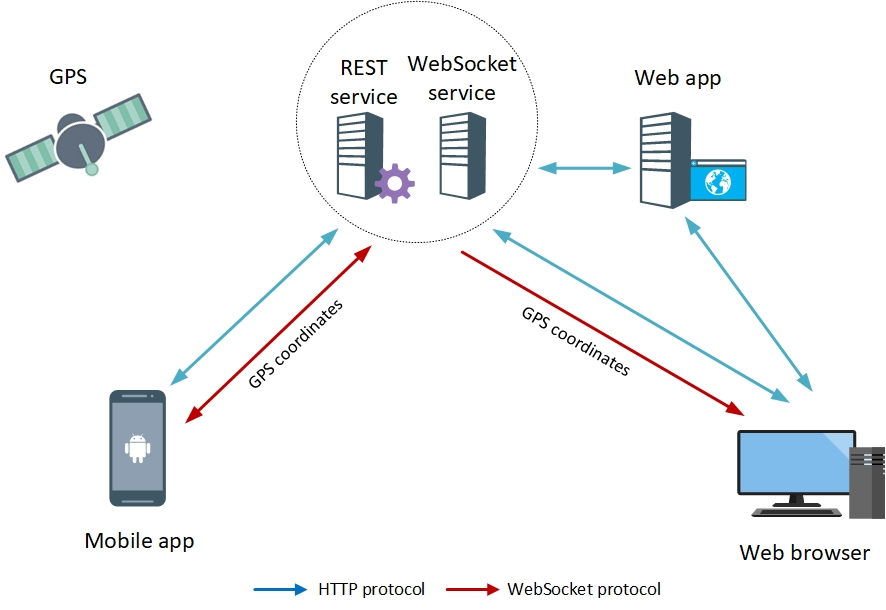 GPS
REST
service
WebSocket
service
Web app
GPS coordinates
GPS coordinates
Mobile app
Web browser
HTTP protocol
WebSocket protocol